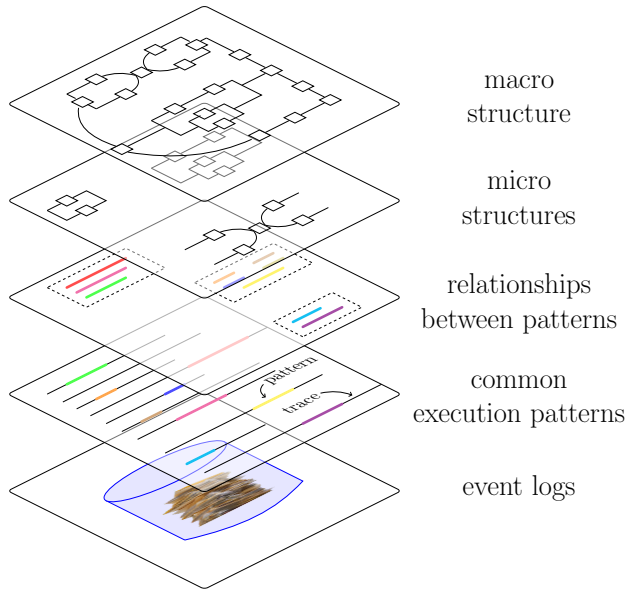 macro
structure
micro
structures
relationships
between patterns
pattern
trace
common
execution patterns
event logs